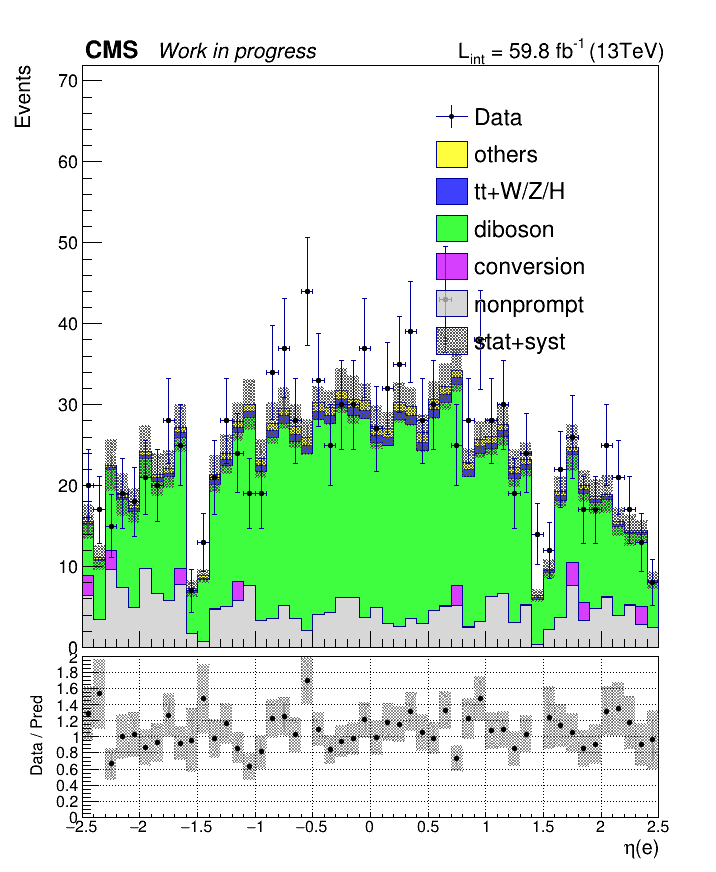 CMS Work in progress L_int = 59.8 fb^-1 (13TeV)
Events
70
60
50
40
30
20
10
0
Data
others
tt+W/Z/H
diboson
conversion
nonprompt
stat+syst
Data / Pred
2
1.8
1.6
1.4
1.2
1
0.8
0.6
0.4
0.2
0
−2.5 −2 −1.5 −1 −0.5 0 0.5 1 1.5 2 2.5
η(e)